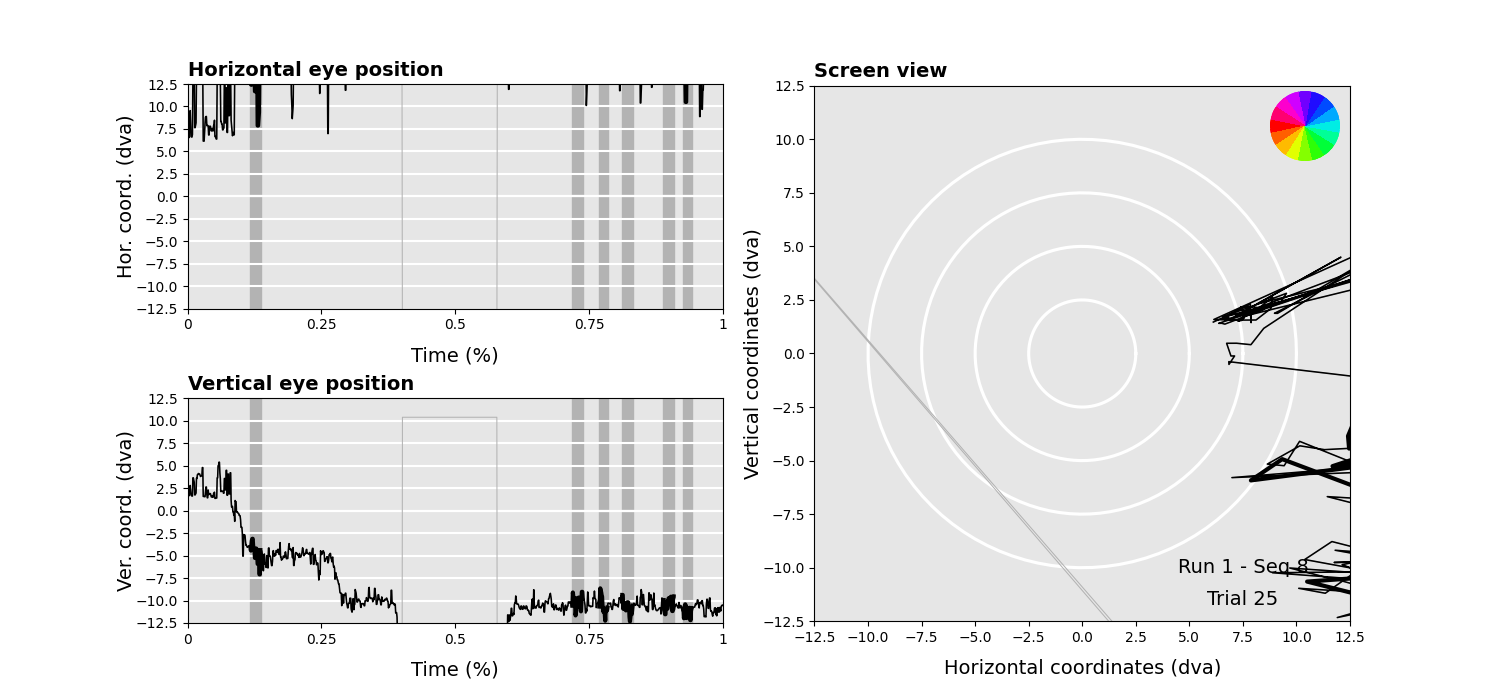 Horizontal eye position
12.5
10.0
7.5
5.0
2.5
0.0
−2.5
−5.0
−7.5
−10.0
−12.5
Hor. coord. (dva)
0 0.25 0.5 0.75 1
Time (%)
Vertical eye position
12.5
10.0
7.5
5.0
2.5
0.0
−2.5
−5.0
−7.5
−10.0
−12.5
Ver. coord. (dva)
0 0.25 0.5 0.75 1
Time (%)
Screen view
12.5
10.0
7.5
5.0
2.5
0.0
−2.5
−5.0
−7.5
−10.0
−12.5
Vertical coordinates (dva)
Run 1 - Seq 8
Trial 25
−12.5 −10.0 −7.5 −5.0 −2.5 0.0 2.5 5.0 7.5 10.0 12.5
Horizontal coordinates (dva)